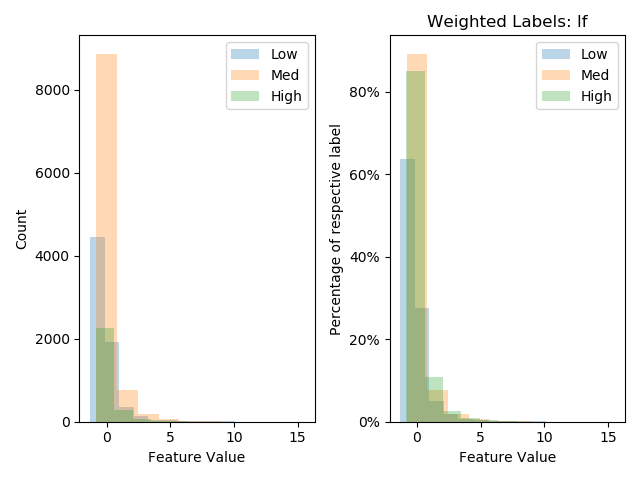 Weighted Labels: lf
Low
Med
High
8000
6000
4000
2000
0
Count
0
5
10
15
Feature Value
Low
Med
High
80%
60%
40%
20%
0%
Percentage of respective label
0
5
10
15
Feature Value